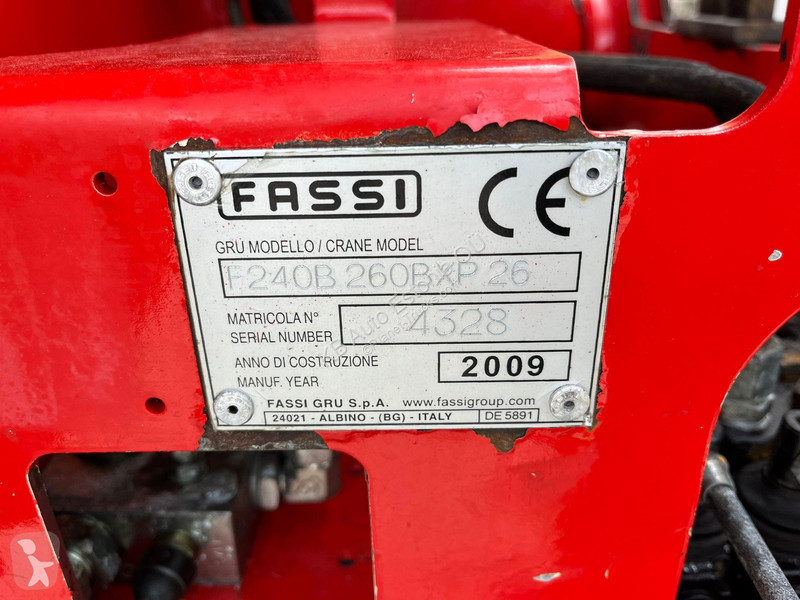 FASSI CE
GRU MODELLO / CRANE MODEL
F240B 260BXP 26
MATRICOLA N°
SERIAL NUMBER
4328
ANNO DI COSTRUZIONE
MANUF. YEAR
2009
FASSI GRU S.p.A. www.fassigroup.com
24021 - ALBINO - (BG) - ITALY DE 5891